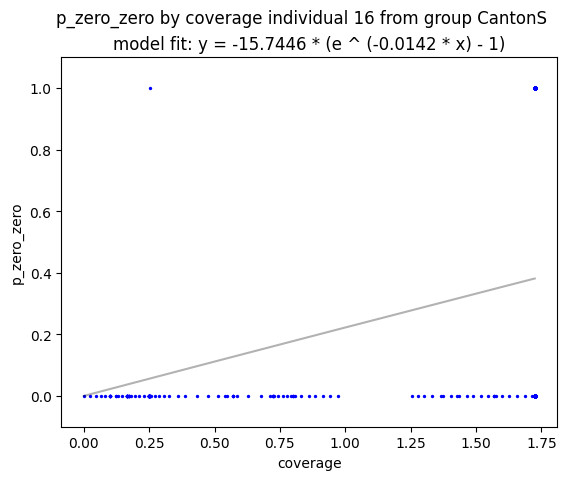 p_zero_zero by coverage individual 16 from group CantonS
model fit: y = -15.7446 * (e ^ (-0.0142 * x) - 1)
1.0
0.8
0.6
0.4
0.2
0.0
p_zero_zero
0.00 0.25 0.50 0.75 1.00 1.25 1.50 1.75
coverage